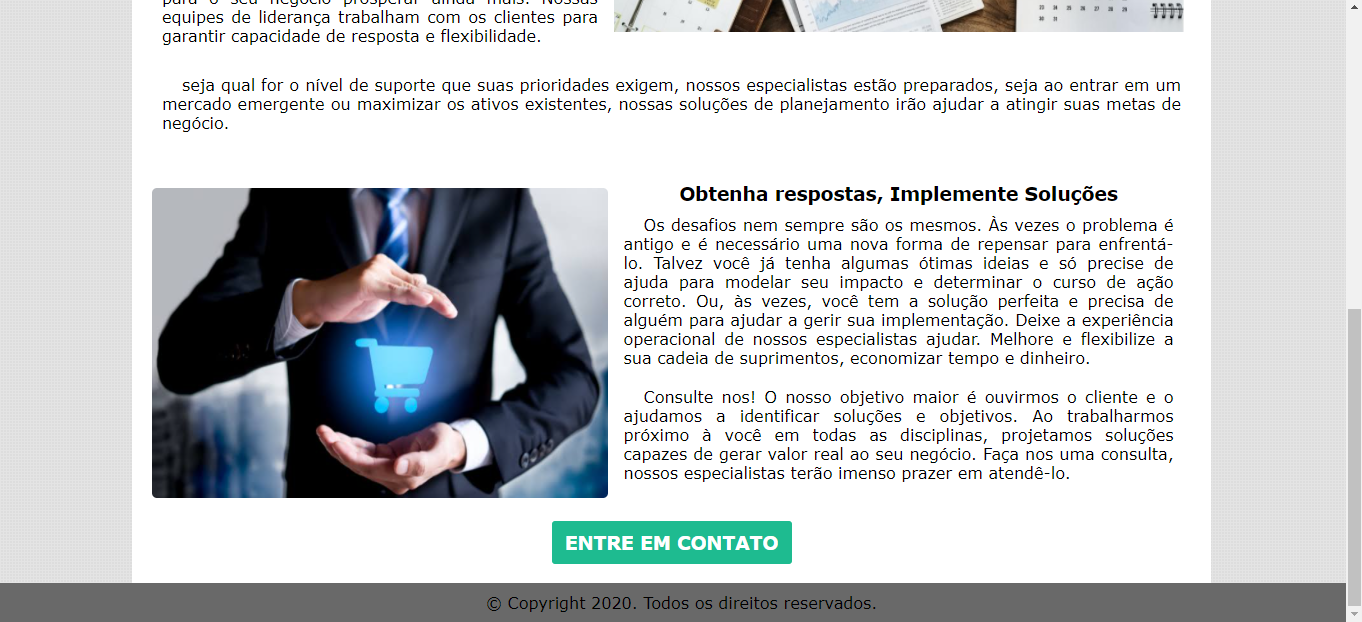 para o seu negócio prosperar ainda mais. Nossas
equipes de liderança trabalham com os clientes para
garantir capacidade de resposta e flexibilidade.
seja qual for o nível de suporte que suas prioridades exigem, nossos especialistas estão preparados, seja ao entrar em um
mercado emergente ou maximizar os ativos existentes, nossas soluções de planejamento irão ajudar a atingir suas metas de
negócio.
Obtenha respostas, Implemente Soluções
Os desafios nem sempre são os mesmos. Às vezes o problema é
antigo e é necessário uma nova forma de repensar para enfrentá-
lo. Talvez você já tenha algumas ótimas ideias e só precise de
ajuda para modelar seu impacto e determinar o curso de ação
correto. Ou, às vezes, você tem a solução perfeita e precisa de
alguém para ajudar a gerir sua implementação. Deixe a experiência
operacional de nossos especialistas ajudar. Melhore e flexibilize a
sua cadeia de suprimentos, economizar tempo e dinheiro.
Consulte nos! O nosso objetivo maior é ouvirmos o cliente e o
ajudamos a identificar soluções e objetivos. Ao trabalharmos
próximo à você em todas as disciplinas, projetamos soluções
capazes de gerar valor real ao seu negócio. Faça nos uma consulta,
nossos especialistas terão imenso prazer em atendê-lo.
ENTRE EM CONTATO
© Copyright 2020. Todos os direitos reservados.